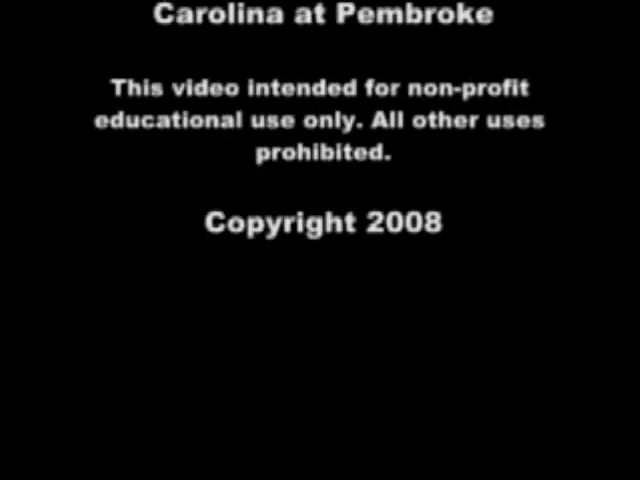 Carolina at Pembroke
This video intended for non-profit
educational use only. All other uses
prohibited.
Copyright 2008